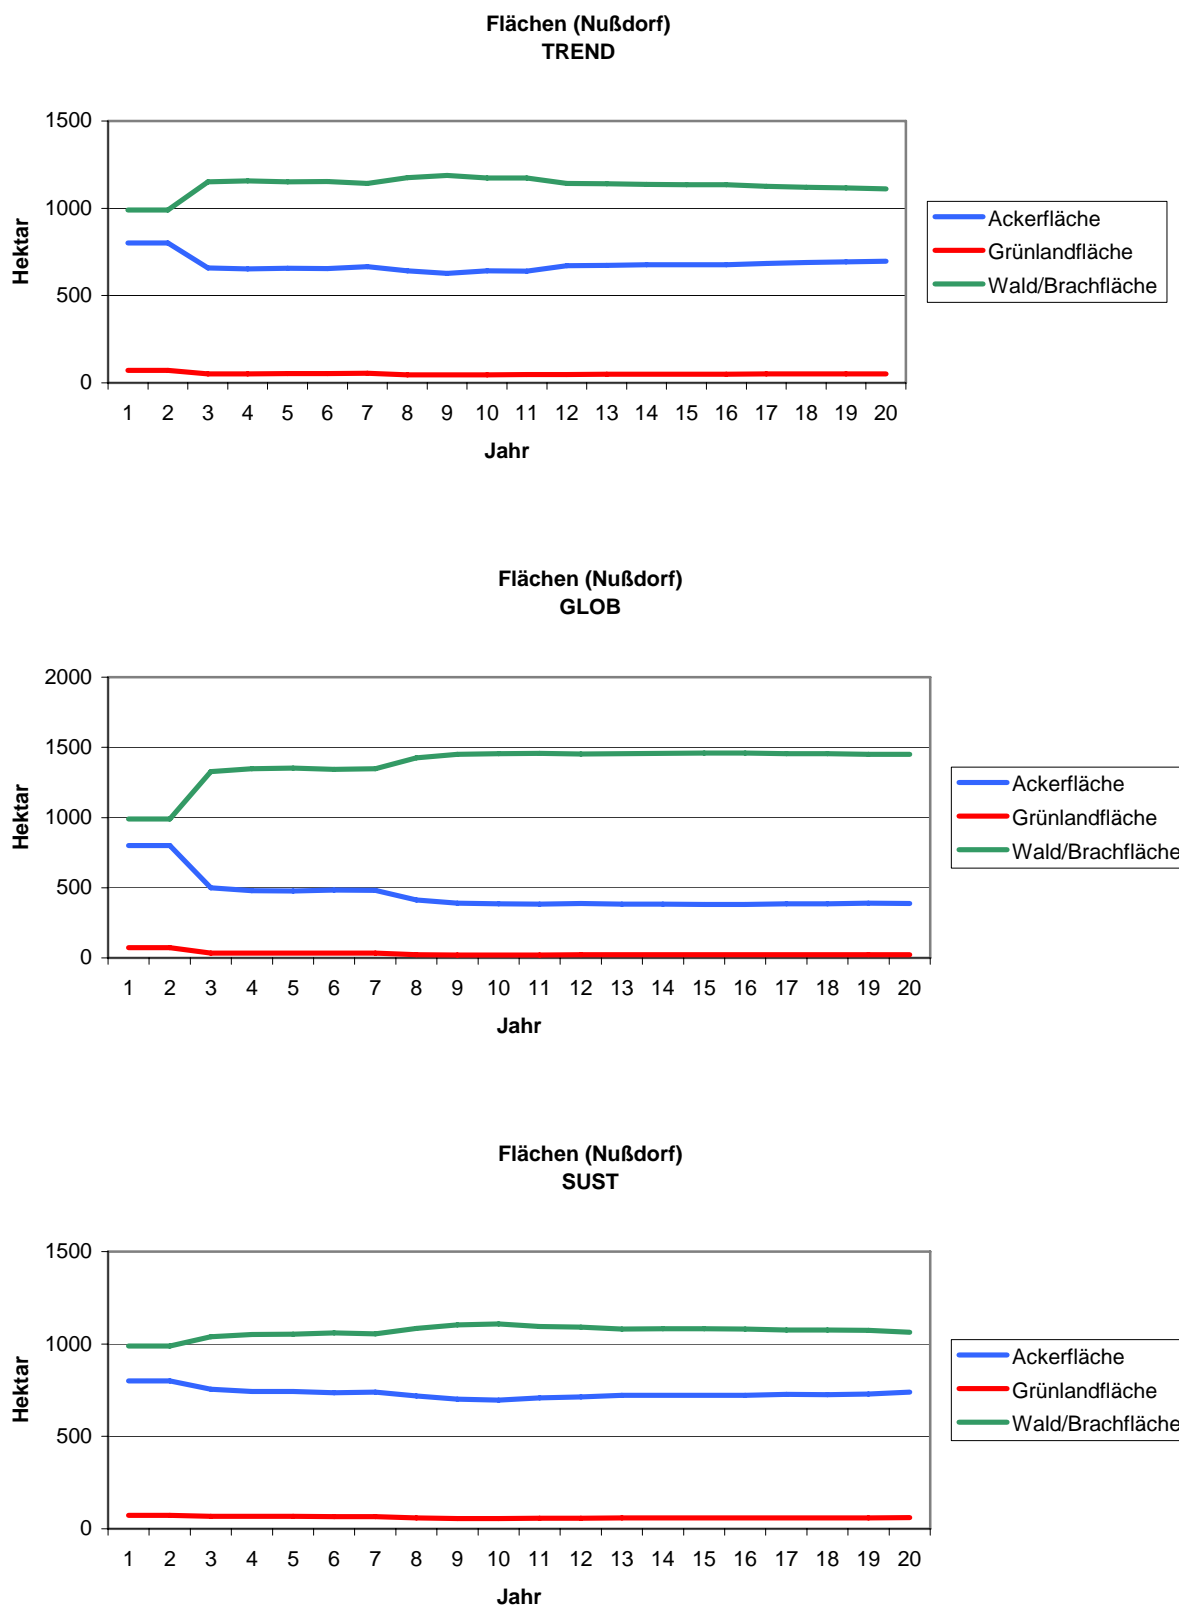 Flächen (Nußdorf)
TREND
1500
1000
500
0
Hektar
1 2 3 4 5 6 7 8 9 10 11 12 13 14 15 16 17 18 19 20
Jahr
Ackerfläche
Grünlandfläche
Wald/Brachfläche
Flächen (Nußdorf)
GLOB
2000
1500
1000
500
0
Hektar
1 2 3 4 5 6 7 8 9 10 11 12 13 14 15 16 17 18 19 20
Jahr
Ackerfläche
Grünlandfläche
Wald/Brachfläche
Flächen (Nußdorf)
SUST
1500
1000
500
0
Hektar
1 2 3 4 5 6 7 8 9 10 11 12 13 14 15 16 17 18 19 20
Jahr
Ackerfläche
Grünlandfläche
Wald/Brachfläche